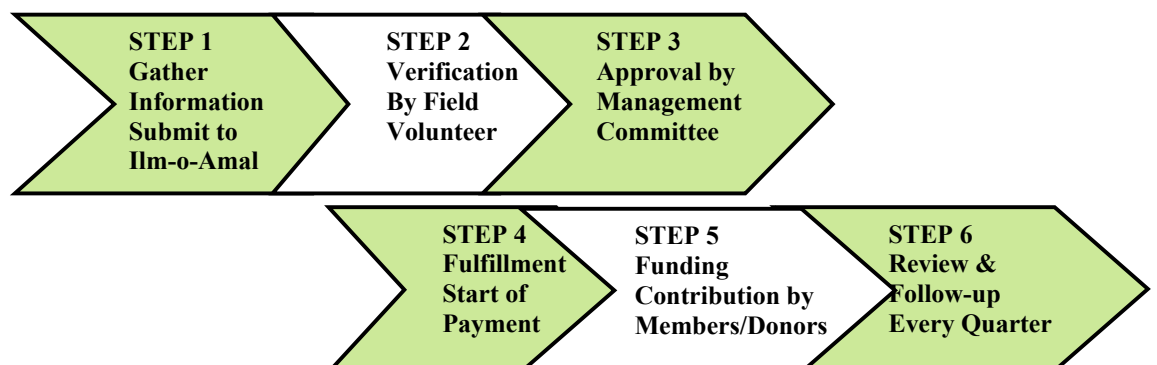 STEP 1
Gather
Information
Submit to
Ilm-o-Amal
STEP 2
Verification
By Field
Volunteer
STEP 3
Approval by
Management
Committee
STEP 4
Fulfillment
Start of
Payment
STEP 5
Funding
Contribution by
Members/Donors
STEP 6
Review &
Follow-up
Every Quarter